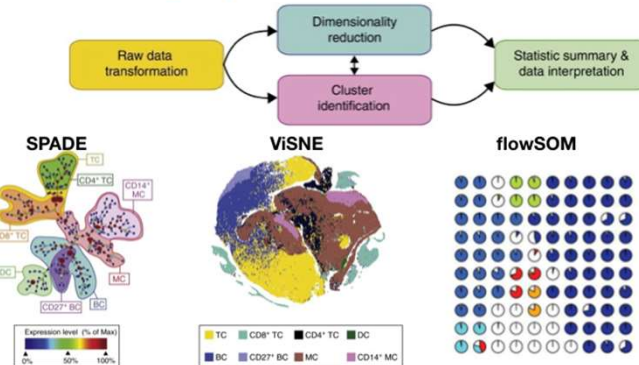 Dimensionality
reduction
Raw data
transformation
Statistic summary &
data interpretation
Cluster
identification
SPADE
ViSNE
flowSOM
TC
CD4⁺ TC
CD14⁺
MC
CD8⁺ TC
MC
DC
BC
CD27⁺ BC
Expression level (% of Max)
0% 50% 100%
TC CD8⁺ TC CD4⁺ TC DC
BC CD27⁺ BC MC CD14⁺ MC